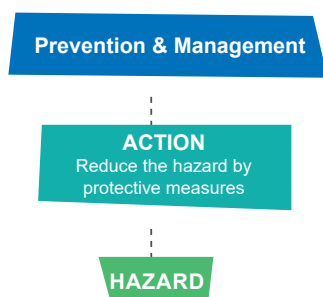 Prevention & Management
ACTION
Reduce the hazard by
protective measures
HAZARD